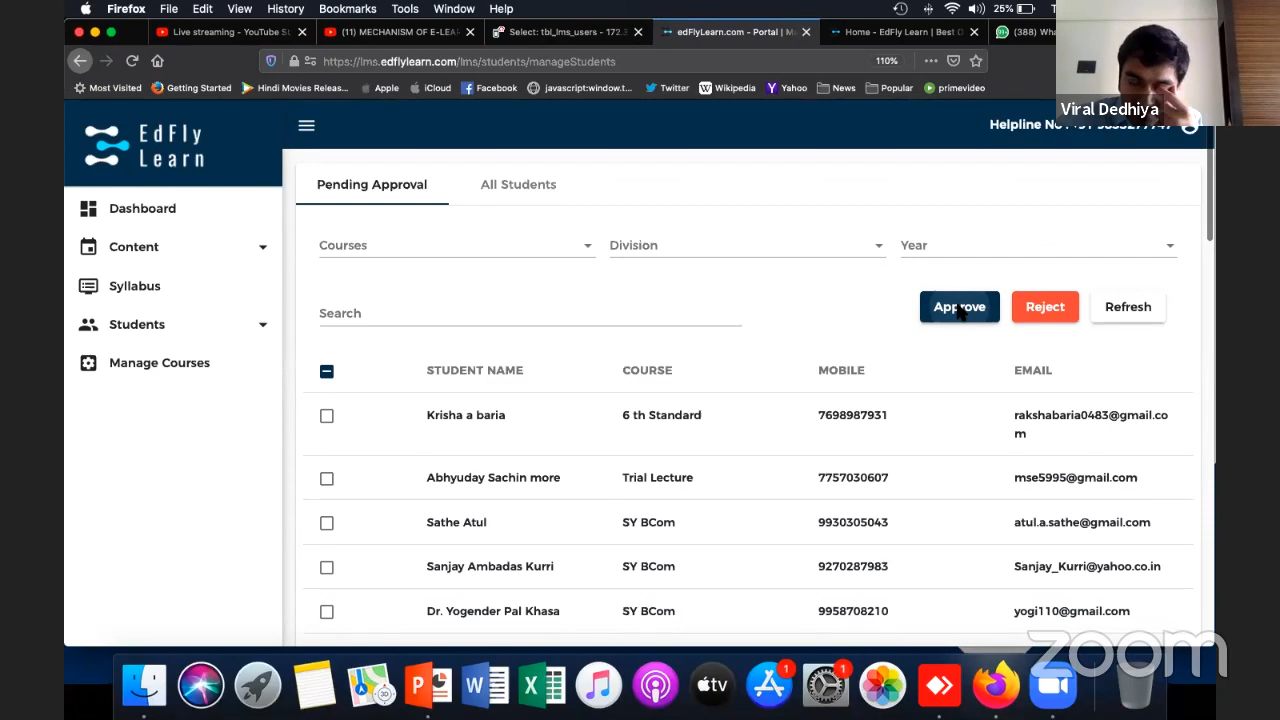 Firefox File Edit View History Bookmarks Tools Window Help 25%
Live streaming - YouTube S
(11) MECHANISM OF E-LEA
Select: tbl_lms_users - 172.
edFlyLearn.com - Portal | M
Home - EdFly Learn | Best O
(388) Wha
https://lms.edflylearn.com/lms/students/manageStudents 110%
Most Visited Getting Started Hindi Movies Releas... Apple iCloud Facebook javascript:window.t... Twitter Wikipedia Yahoo News Popular primevideo
Viral Dedhiya
EdFly
Learn
Helpline No
Dashboard
Content
Syllabus
Students
Manage Courses
Pending Approval All Students
Courses Division Year
Search Approve Reject Refresh
STUDENT NAME COURSE MOBILE EMAIL
Krisha a baria 6 th Standard 7698987931 rakshabaria0483@gmail.co
m
Abhyuday Sachin more Trial Lecture 7757030607 mse5995@gmail.com
Sathe Atul SY BCom 9930305043 atul.a.sathe@gmail.com
Sanjay Ambadas Kurri SY BCom 9270287983 Sanjay_Kurri@yahoo.co.in
Dr. Yogender Pal Khasa SY BCom 9958708210 yogi110@gmail.com
zoom
tv
1
1